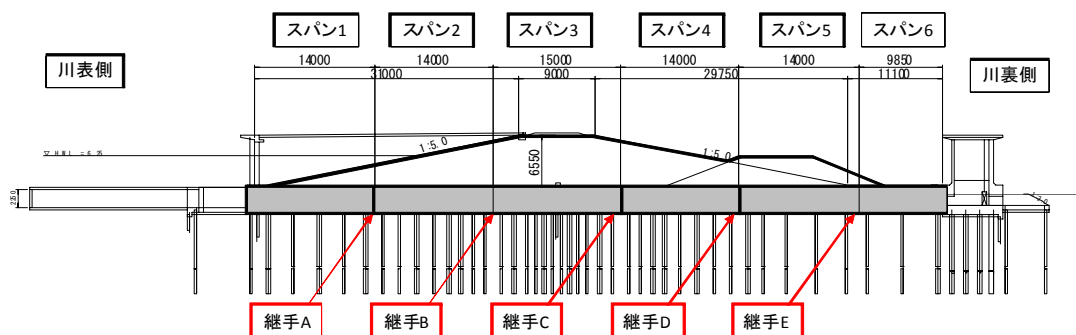 スパン1 スパン2 スパン3 スパン4 スパン5 スパン6
川表側 川裏側
14000 14000 15000 14000 14000 9850
31000 9000 29750 11100
1:5.0 1:5.0
6550
継手A 継手B 継手C 継手D 継手E